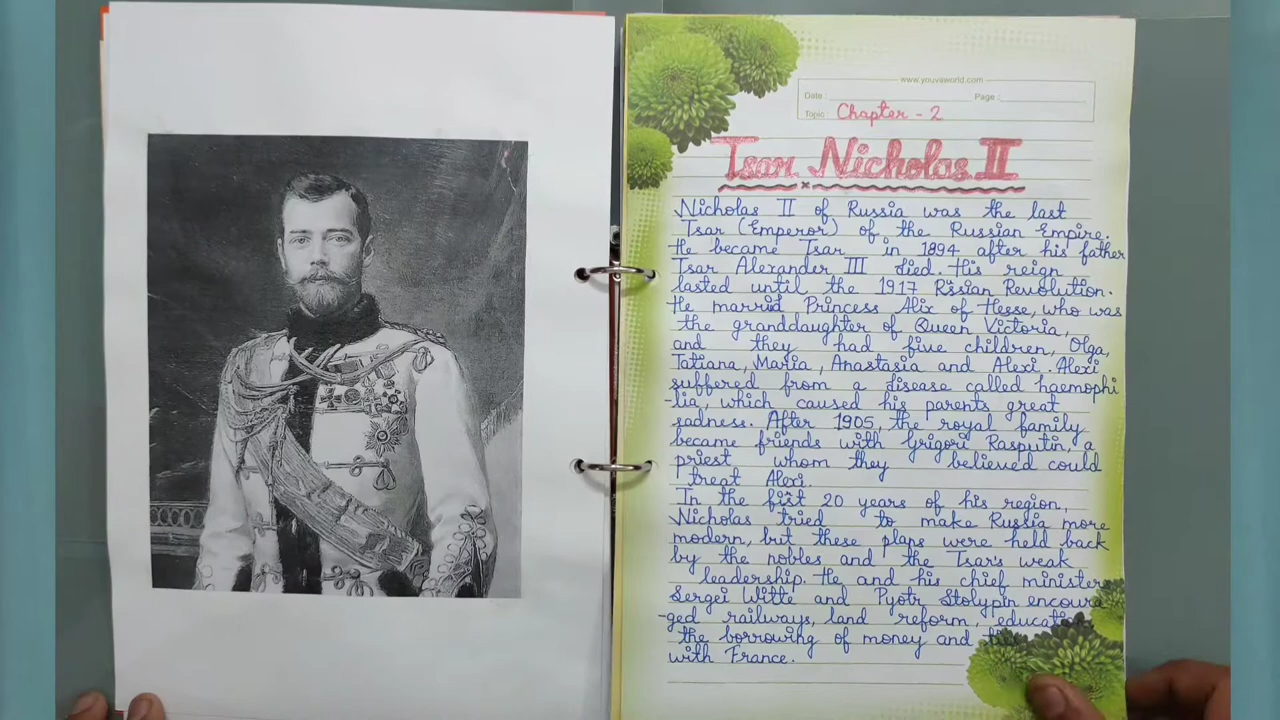 www.youvaworld.com
Date :
Page :
Topic : Chapter - 2
Tsar Nicholas II
Nicholas II of Russia was the last
Tsar (Emperor) of the Russian Empire.
He became Tsar in 1894 after his father
Tsar Alexander III died. His reign
lasted until the 1917 Rssian Revolution.
He married Princess Alix of Hesse, who was
the granddaughter of Queen Victoria,
and they had five children, Olga,
Tatiana, Maria, Anastasia and Alexi. Alexi
suffered from a disease called haemophi
-lia, which caused his parents great
sadness. After 1905, the royal family
became friends with Grigori Rasputin, a
priest whom they believed could
treat Alexi.
In the first 20 years of his region,
Nicholas tried to make Russia more
modern, but these plans were held back
by the nobles and the Tsar's weak
leadership. He and his chief ministers
Sergei Witte and Pyotr Stolypin encoura
-ged railways, land reform, education
the borrowing of money and
with France.